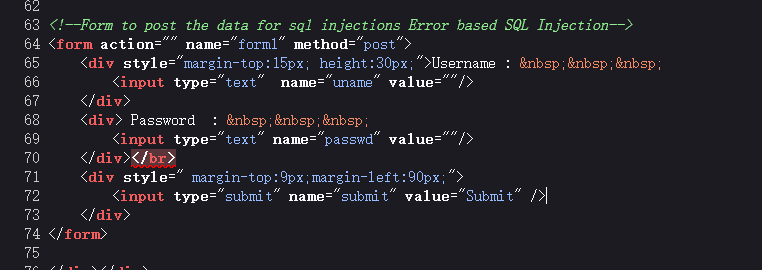 62
63 <!--Form to post the data for sql injections Error based SQL Injection-->
64 <form action="" name="form1" method="post">
65     <div style="margin-top:15px; height:30px;">Username : &nbsp;&nbsp;&nbsp;
66         <input type="text"  name="uname" value=""/>
67     </div>
68     <div> Password  : &nbsp;&nbsp;&nbsp;
69         <input type="text" name="passwd" value=""/>
70     </div></br>
71     <div style=" margin-top:9px;margin-left:90px;">
72         <input type="submit" name="submit" value="Submit" />
73     </div>
74 </form>
75
76 </div></div>